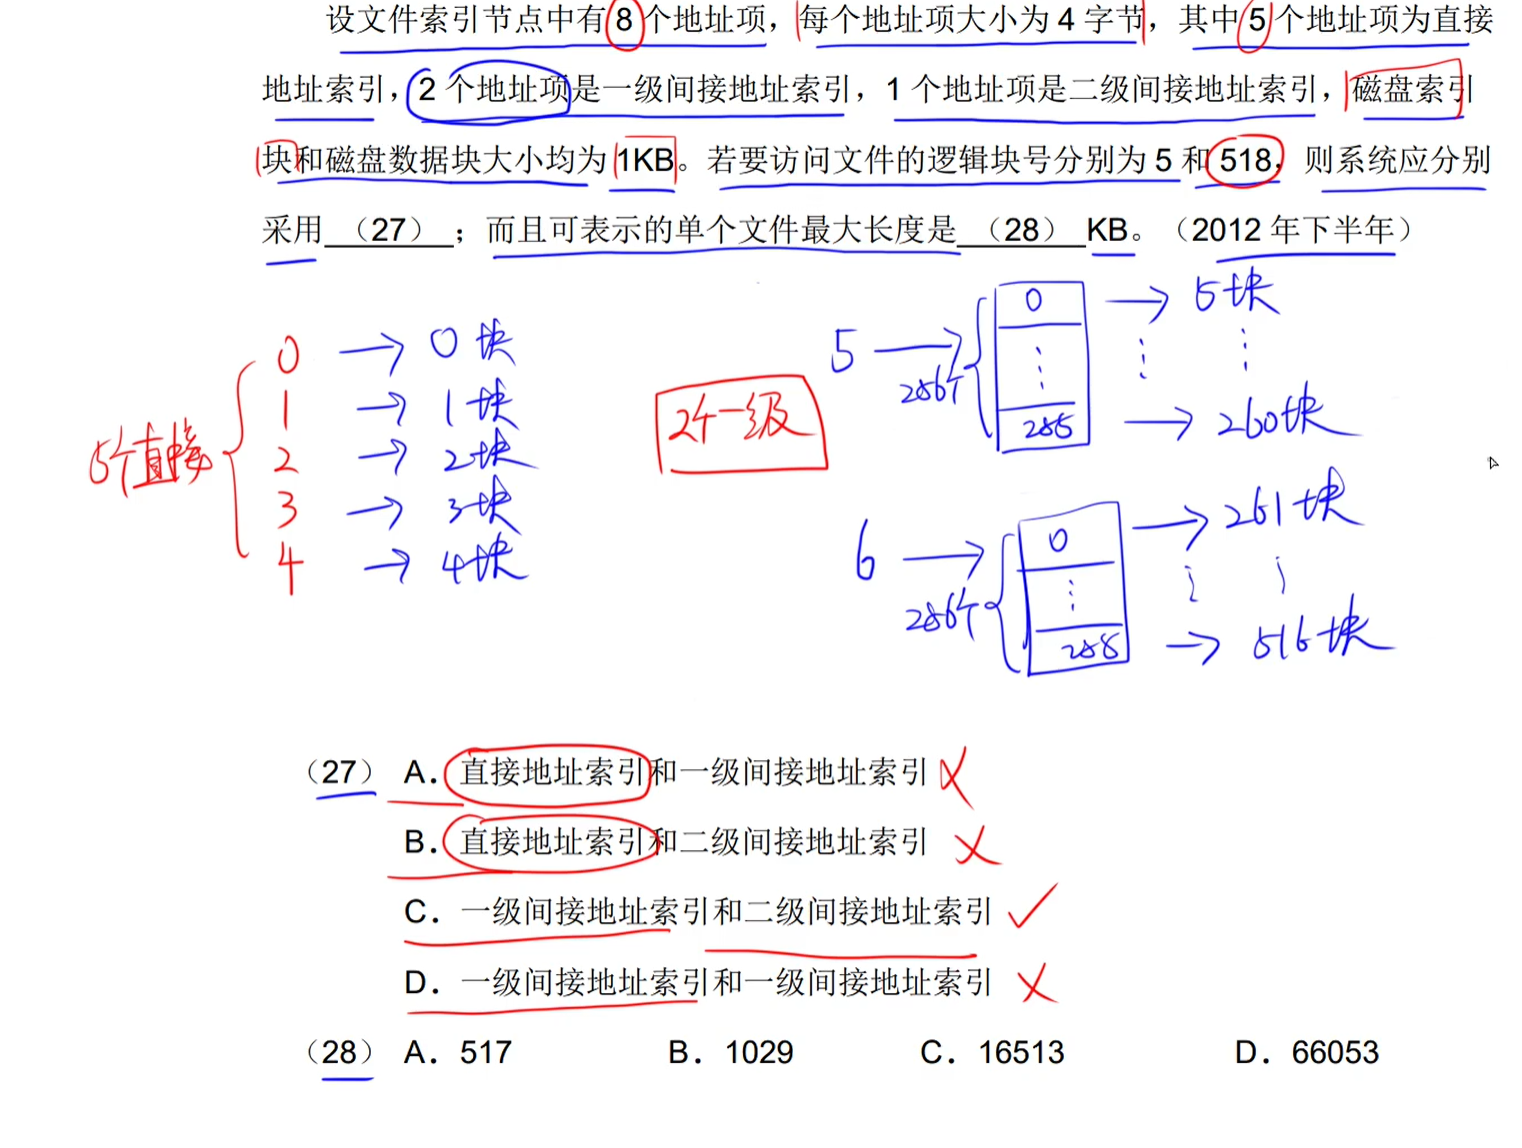 设文件索引节点中有8个地址项，每个地址项大小为4字节，其中5个地址项为直接
地址索引，2个地址项是一级间接地址索引，1个地址项是二级间接地址索引，磁盘索引
块和磁盘数据块大小均为1KB。若要访问文件的逻辑块号分别为5和518，则系统应分别
采用（27）；而且可表示的单个文件最大长度是（28）KB。（2012年下半年）
5个直接
0 → 0块
1 → 1块
2 → 2块
3 → 3块
4 → 4块
2个一级
5 → 256个
0 → 5块
255 → 260块
6 → 256个
0 → 261块
255 → 516块
（27） A．直接地址索引和一级间接地址索引
B．直接地址索引和二级间接地址索引
C．一级间接地址索引和二级间接地址索引 ✓
D．一级间接地址索引和一级间接地址索引
（28） A．517 B．1029 C．16513 D．66053